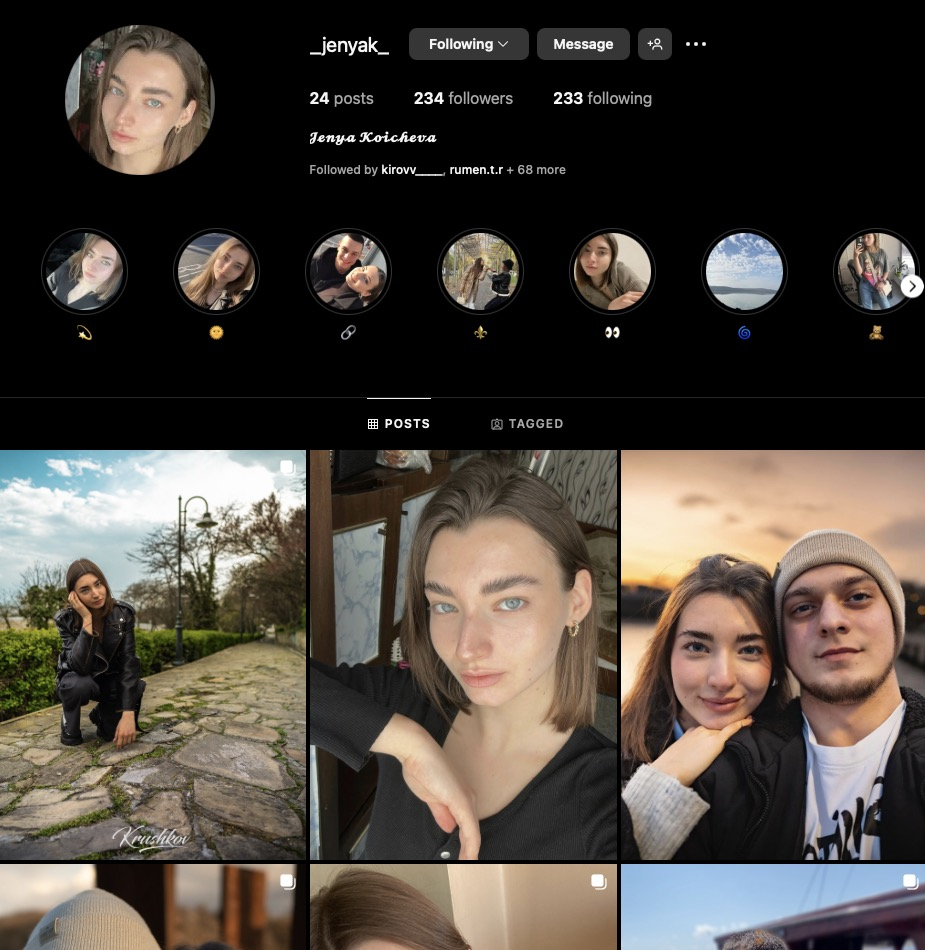 _jenyak_ Following Message
24 posts 234 followers 233 following
𝓙𝓮𝓷𝔂𝓪 𝓚𝓸𝓲𝓬𝓱𝓮𝓿𝓪
Followed by kirovv____, rumen.t.r + 68 more
POSTS TAGGED
Krushkov